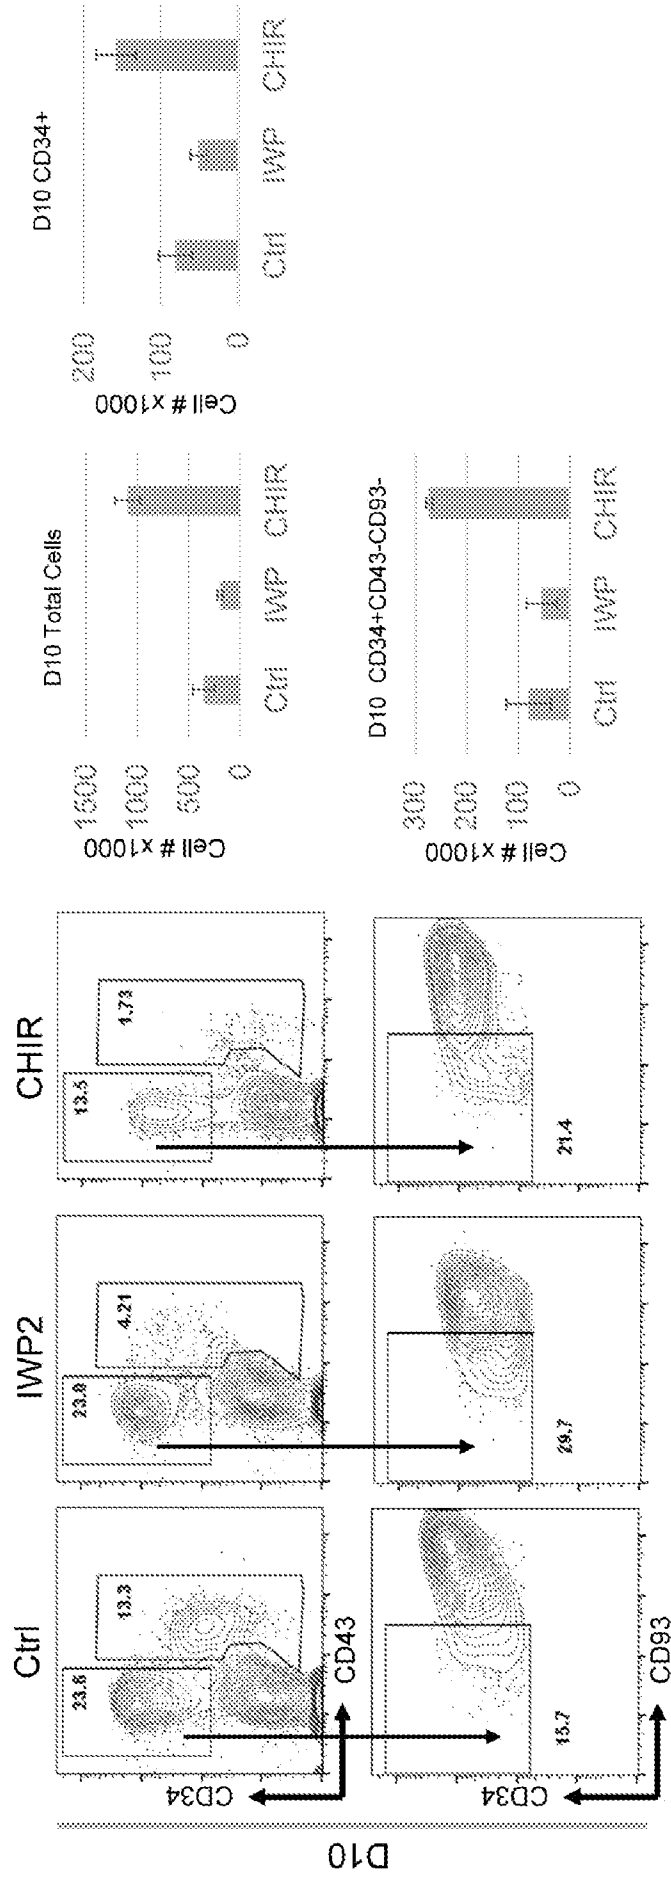 Ctrl
IWP2
CHIR
D10
23.6
13.3
23.0
4.21
13.5
1.73
CD34
CD43
15.7
29.7
21.4
CD34
CD93
D10 Total Cells
Cell # x1000
1500
1000
500
0
Ctrl
IWP
CHIR
D10 CD34+
Cell # x1000
200
100
0
Ctrl
IWP
CHIR
D10 CD34+CD43-CD93-
Cell # x1000
300
200
100
0
Ctrl
IWP
CHIR